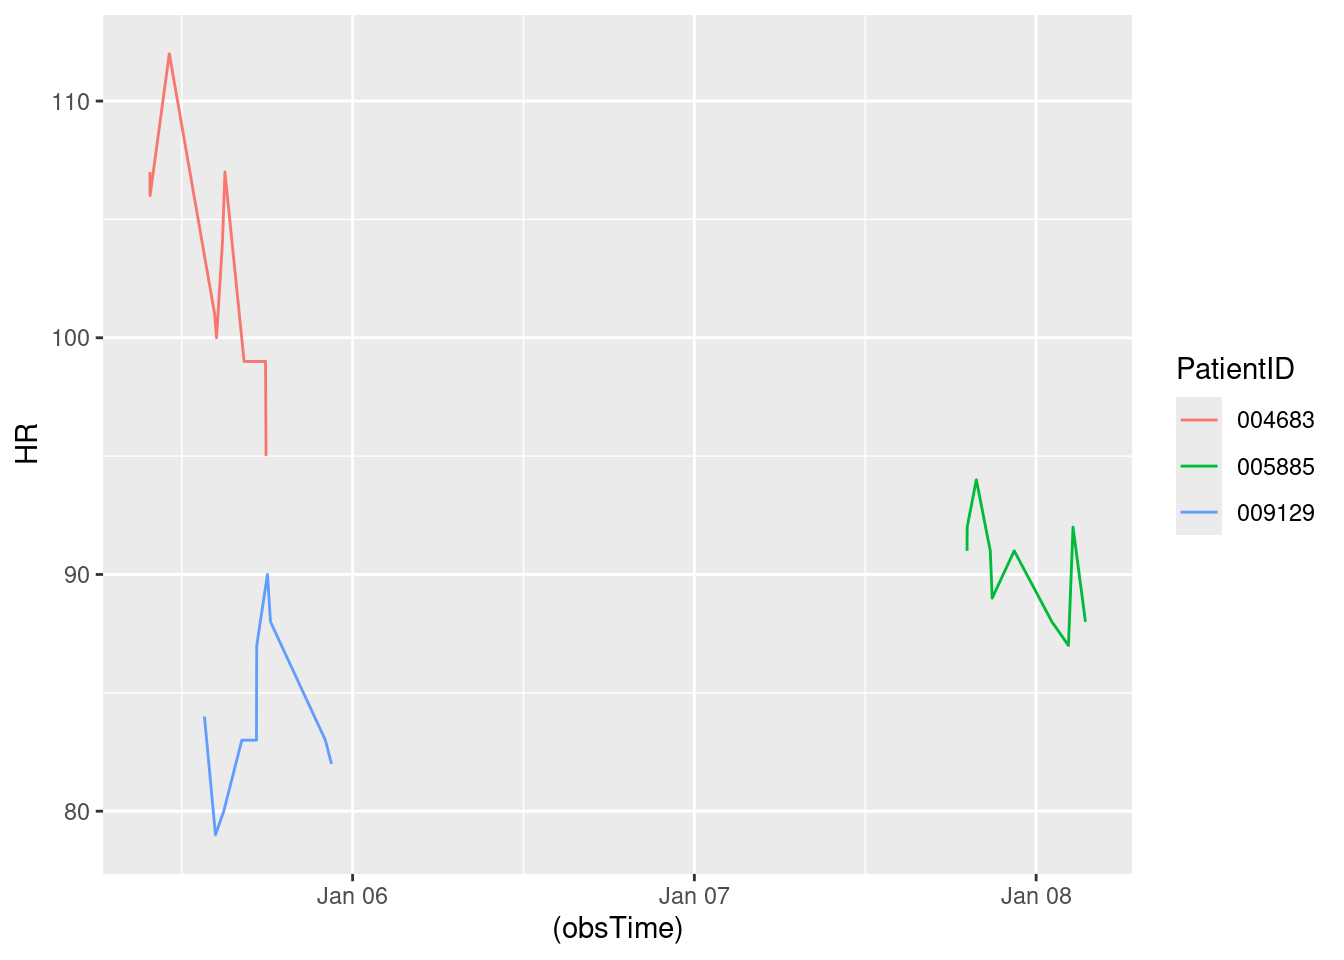 110
100
90
80
HR
Jan 06
Jan 07
Jan 08
(obsTime)
PatientID
004683
005885
009129